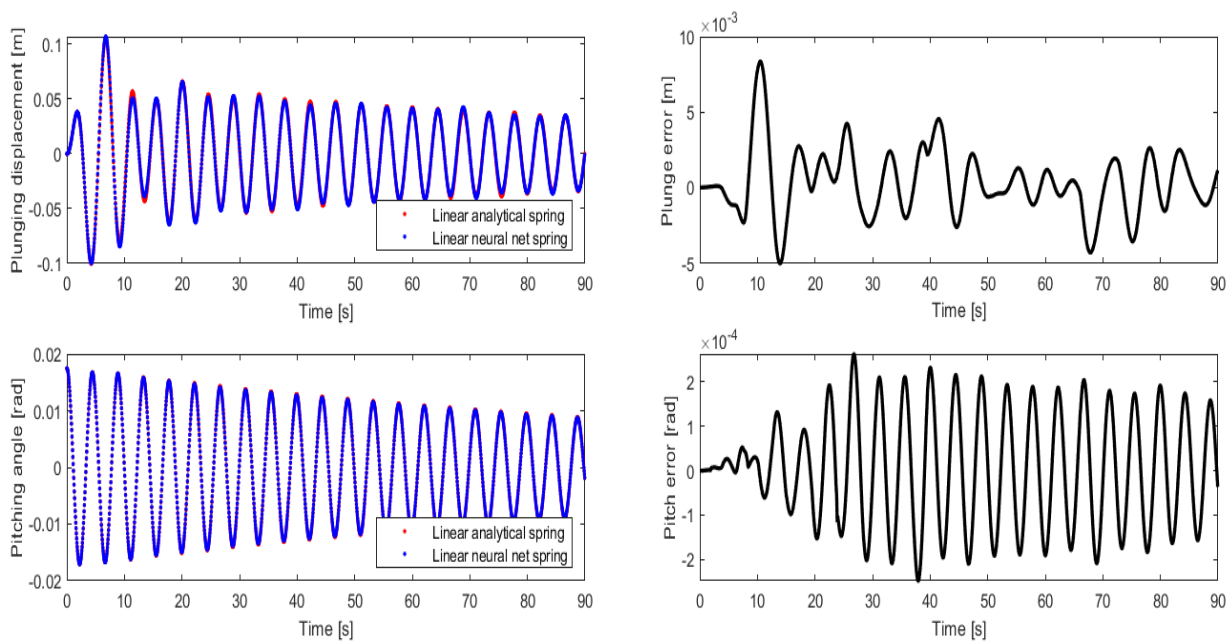 Plunging displacement [m]
0.1
0.05
0
-0.05
-0.1
Linear analytical spring
Linear neural net spring
0 10 20 30 40 50 60 70 80 90
Time [s]
×10⁻³
Plunge error [m]
10
5
0
-5
0 10 20 30 40 50 60 70 80 90
Time [s]
Pitching angle [rad]
0.02
0.01
0
-0.01
-0.02
Linear analytical spring
Linear neural net spring
0 10 20 30 40 50 60 70 80 90
Time [s]
×10⁻⁴
Pitch error [rad]
2
1
0
-1
-2
0 10 20 30 40 50 60 70 80 90
Time [s]